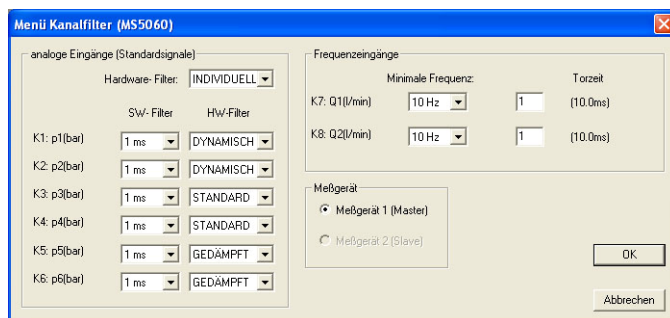 Menü Kanalfilter (MS5060)
analoge Eingänge (Standardsignale)
Hardware- Filter: INDIVIDUELL
SW- Filter HW-Filter
K1: p1(bar) 1 ms DYNAMISCH
K2: p2(bar) 1 ms DYNAMISCH
K3: p3(bar) 1 ms STANDARD
K4: p4(bar) 1 ms STANDARD
K5: p5(bar) 1 ms GEDÄMPFT
K6: p6(bar) 1 ms GEDÄMPFT
Frequenzeingänge
Minimale Frequenz: Torzeit
K7: Q1(l/min) 10 Hz 1 (10.0ms)
K8: Q2(l/min) 10 Hz 1 (10.0ms)
Meßgerät
Meßgerät 1 (Master)
Meßgerät 2 (Slave)
OK
Abbrechen